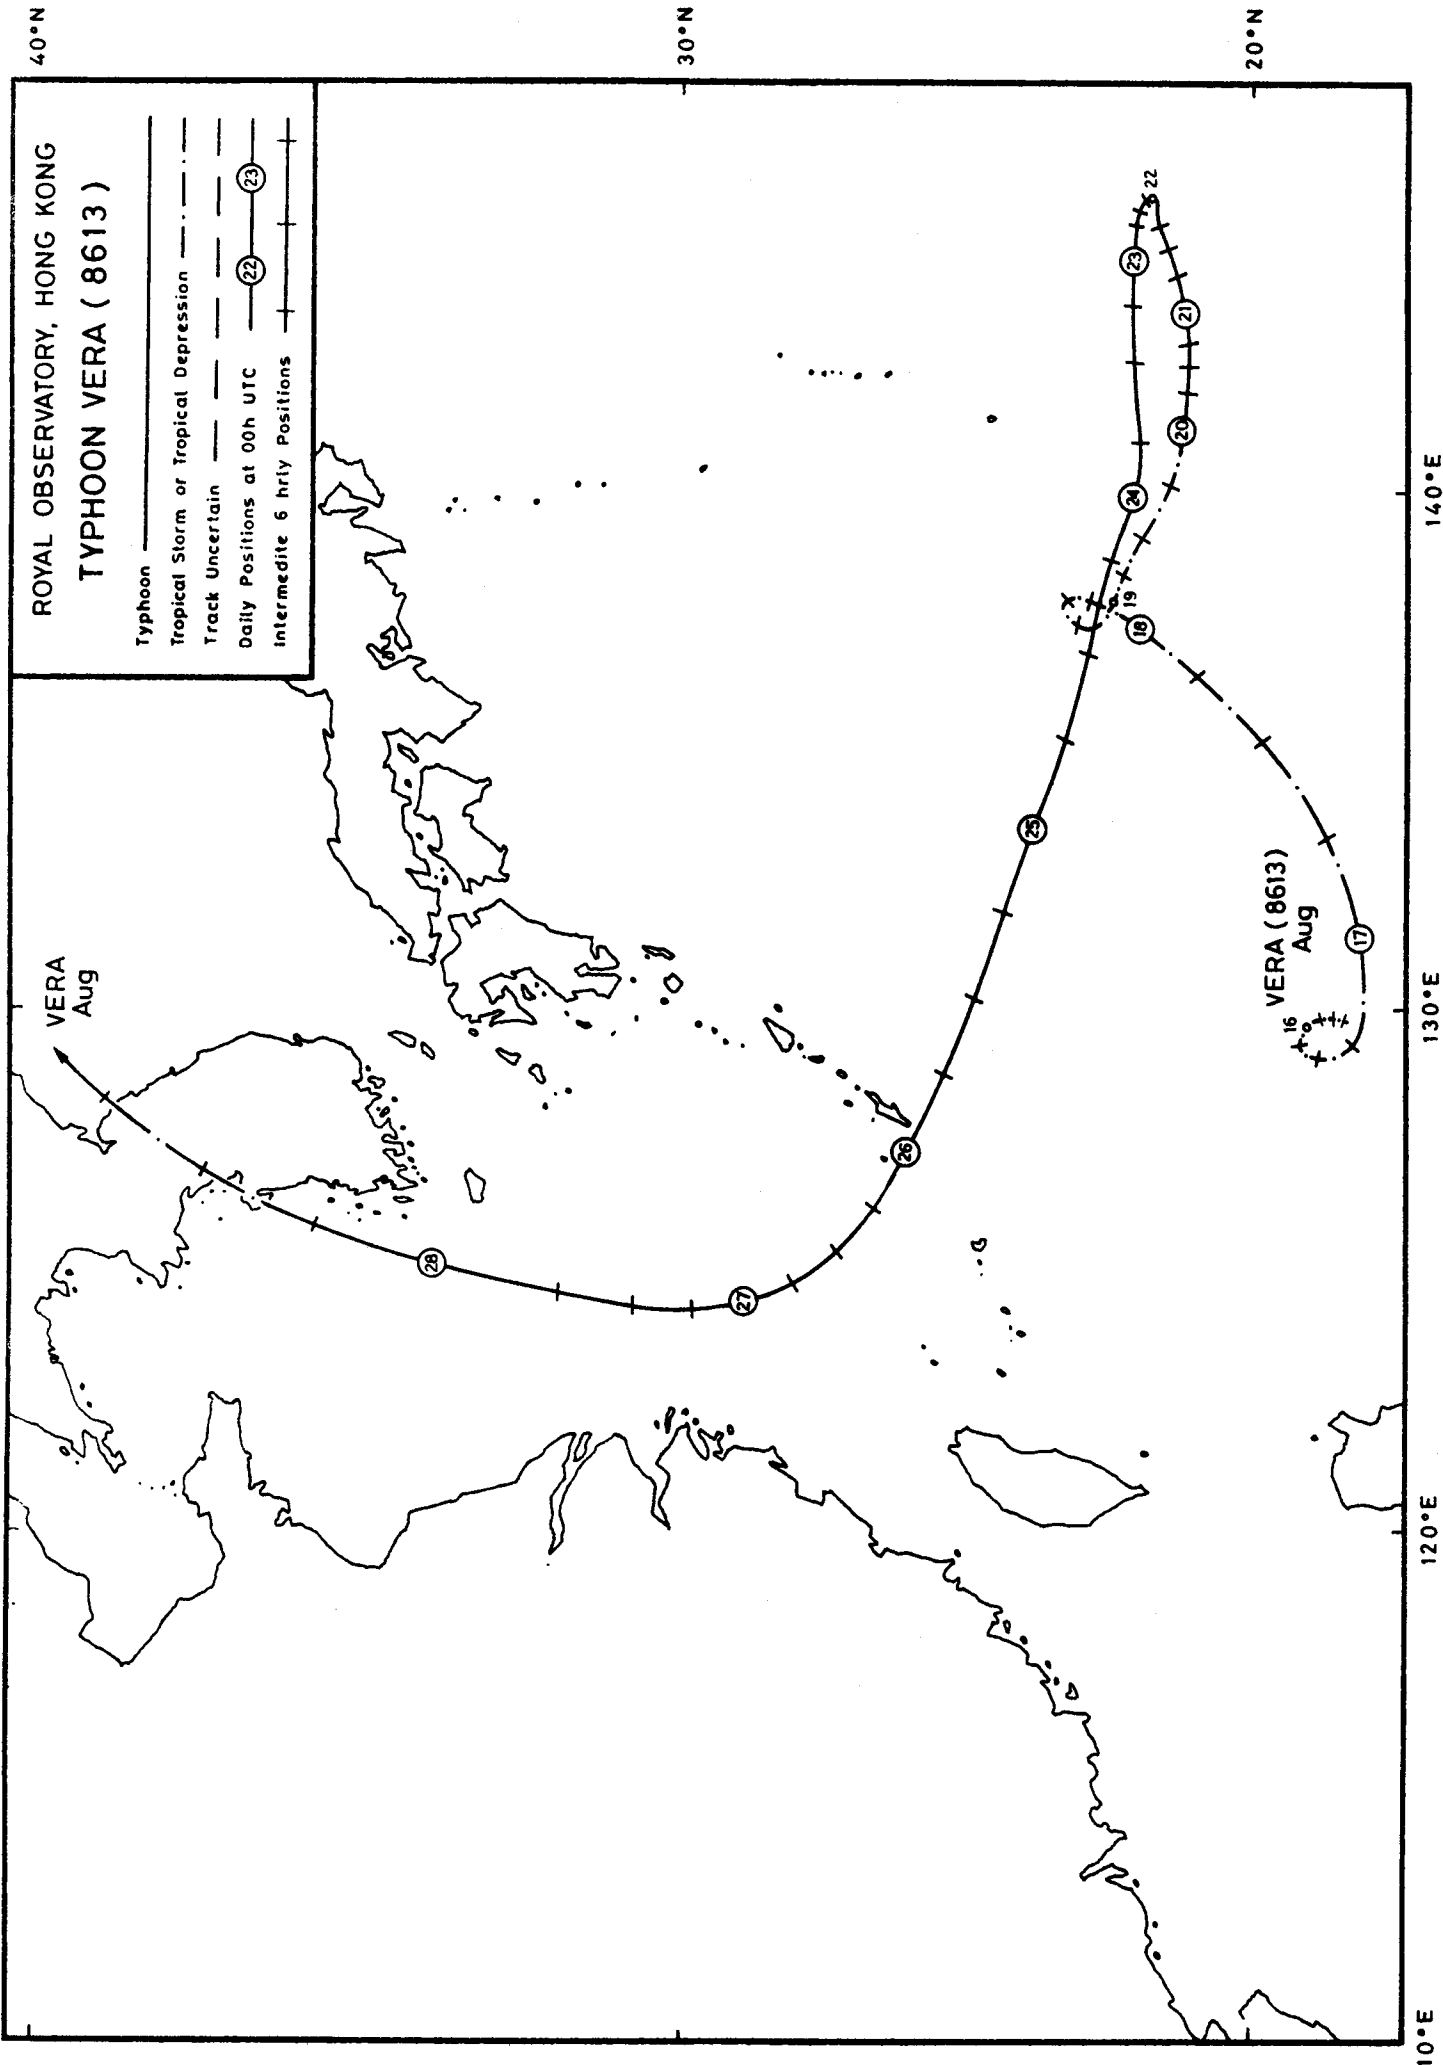 ROYAL OBSERVATORY, HONG KONG
TYPHOON VERA ( 8613 )
Typhoon
Tropical Storm or Tropical Depression
Track Uncertain
Daily Positions at 00h UTC
22
23
Intermedite 6 hrly Positions
40°N
30°N
20°N
VERA
Aug
28
27
26
25
24
23
22
21
20
19
18
17
16
VERA (8613)
Aug
10°E
120°E
130°E
140°E